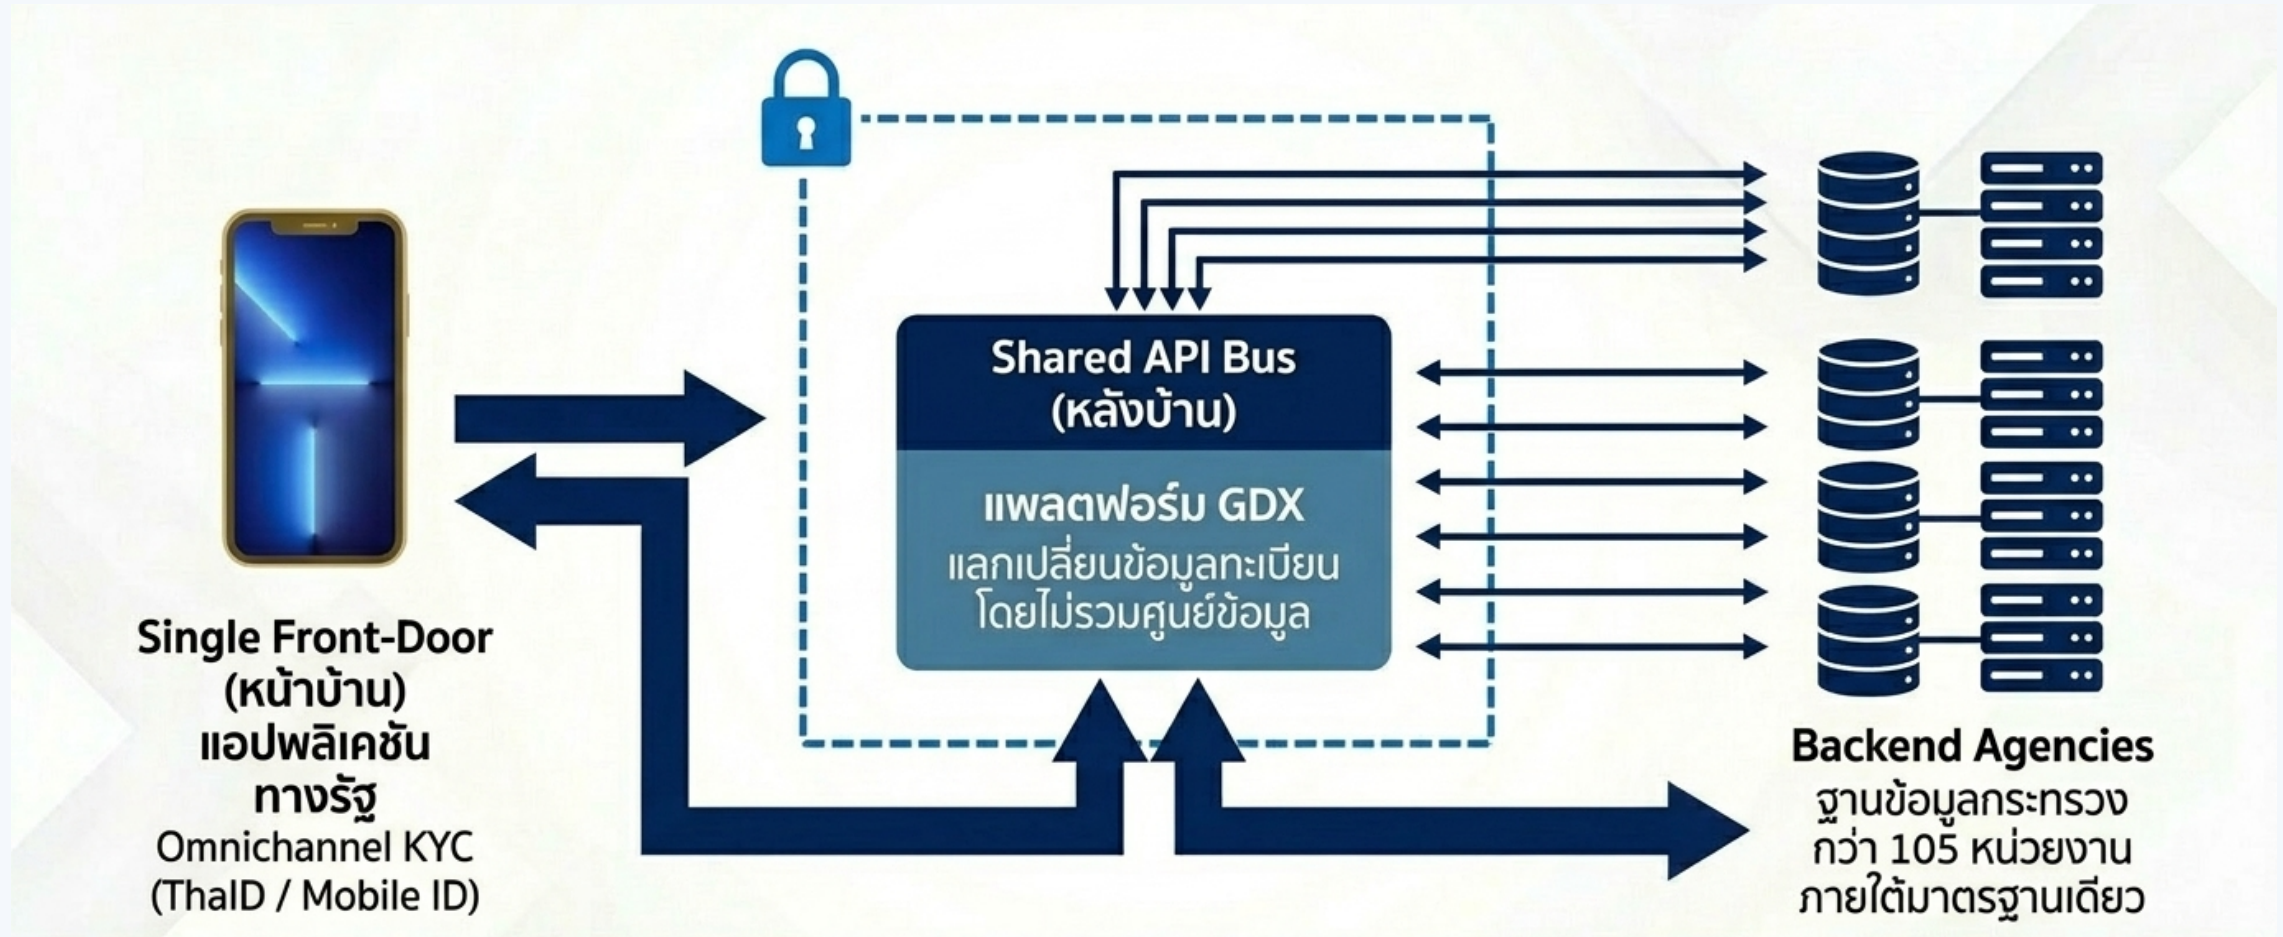 Shared API Bus
(หลังบ้าน)
แพลตฟอร์ม GDX
แลกเปลี่ยนข้อมูลทะเบียน
โดยไม่รวมศูนย์ข้อมูล
Single Front-Door
(หน้าบ้าน)
แอปพลิเคชัน
ทางรัฐ
Omnichannel KYC
(ThaID / Mobile ID)
Backend Agencies
ฐานข้อมูลกระทรวง
กว่า 105 หน่วยงาน
ภายใต้มาตรฐานเดียว